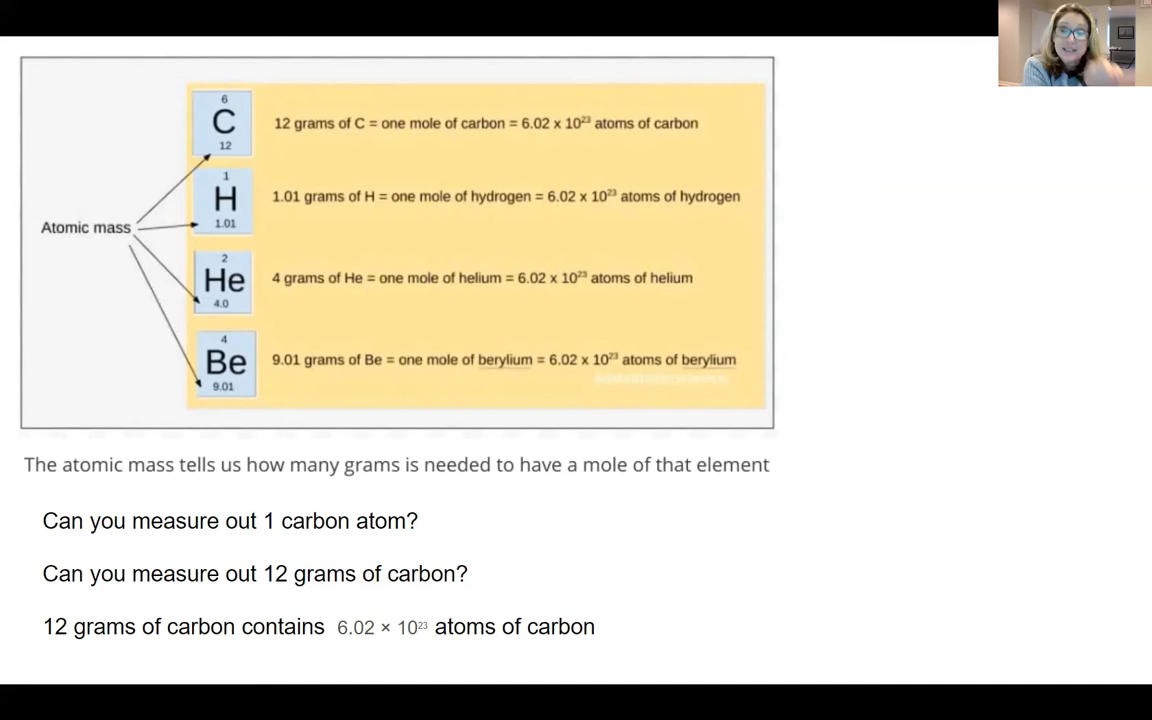 6
C
12
12 grams of C = one mole of carbon = 6.02 x 10²³ atoms of carbon
1
H
1.01
1.01 grams of H = one mole of hydrogen = 6.02 x 10²³ atoms of hydrogen
Atomic mass
2
He
4.0
4 grams of He = one mole of helium = 6.02 x 10²³ atoms of helium
4
Be
9.01
9.01 grams of Be = one mole of berylium = 6.02 x 10²³ atoms of berylium
The atomic mass tells us how many grams is needed to have a mole of that element
Can you measure out 1 carbon atom?
Can you measure out 12 grams of carbon?
12 grams of carbon contains 6.02 × 10²³ atoms of carbon